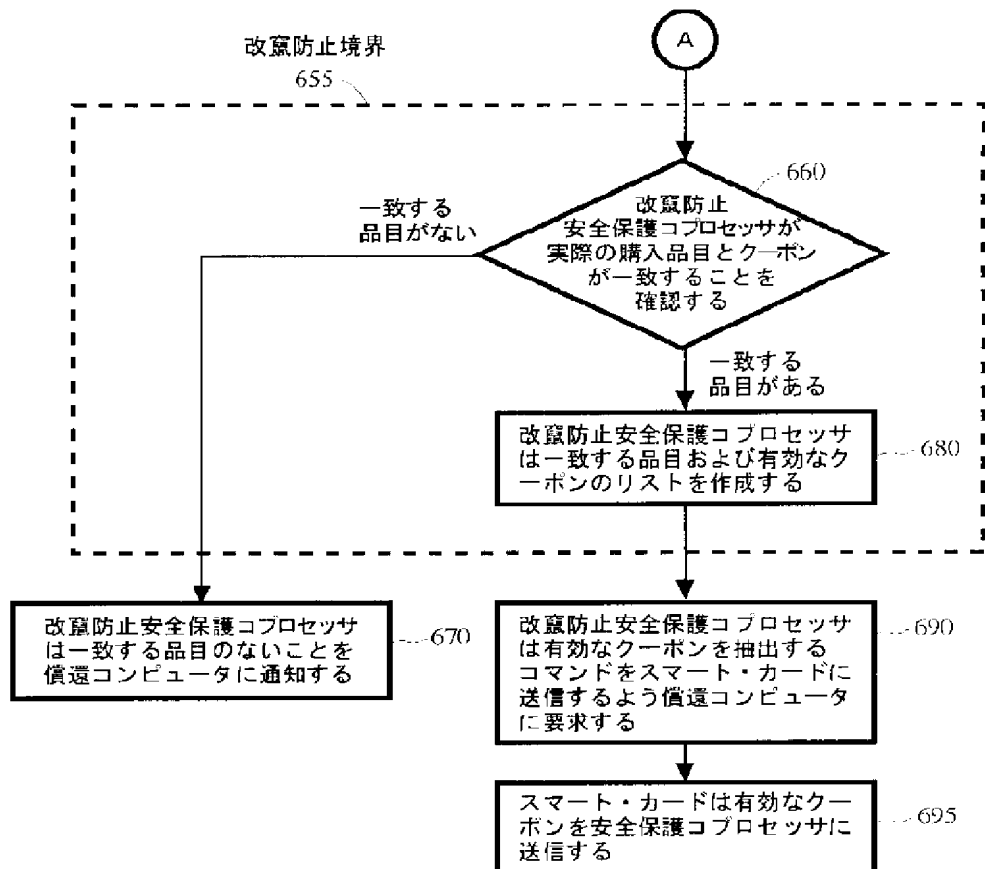 A
改竄防止境界
655
660
改竄防止
安全保護コプロセッサが
実際の購入品目とクーポン
が一致することを
確認する
一致する
品目がない
一致する
品目がある
改竄防止安全保護コプロセッサ
は一致する品目および有効なク
ーポンのリストを作成する
680
改竄防止安全保護コプロセッサ
は一致する品目のないことを
償還コンピュータに通知する
670
改竄防止安全保護コプロセッサ
は有効なクーポンを抽出する
コマンドをスマート・カードに
送信するよう償還コンピュータ
に要求する
690
スマート・カードは有効なクー
ポンを安全保護コプロセッサに
送信する
695